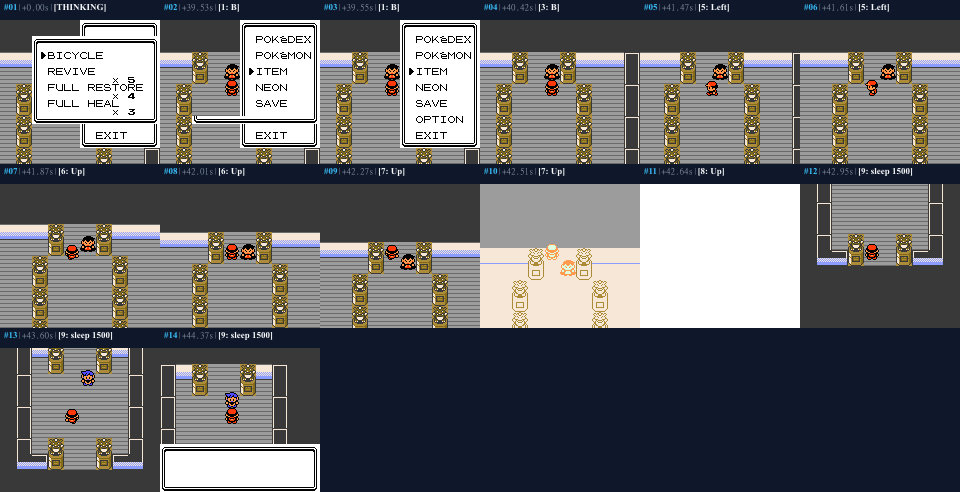 #01 | +0.00s | [THINKING]
BICYCLE
REVIVE
× 5
FULL RESTORE
× 4
FULL HEAL
× 3
EXIT
#02 | +39.53s | [1: B]
POKéDEX
POKéMON
ITEM
NEON
SAVE
EXIT
#03 | +39.55s | [1: B]
POKéDEX
POKéMON
ITEM
NEON
SAVE
OPTION
EXIT
#04 | +40.42s | [3: B]
#05 | +41.47s | [5: Left]
#06 | +41.61s | [5: Left]
#07 | +41.87s | [6: Up]
#08 | +42.01s | [6: Up]
#09 | +42.27s | [7: Up]
#10 | +42.51s | [7: Up]
#11 | +42.64s | [8: Up]
#12 | +42.95s | [9: sleep 1500]
#13 | +43.60s | [9: sleep 1500]
#14 | +44.37s | [9: sleep 1500]